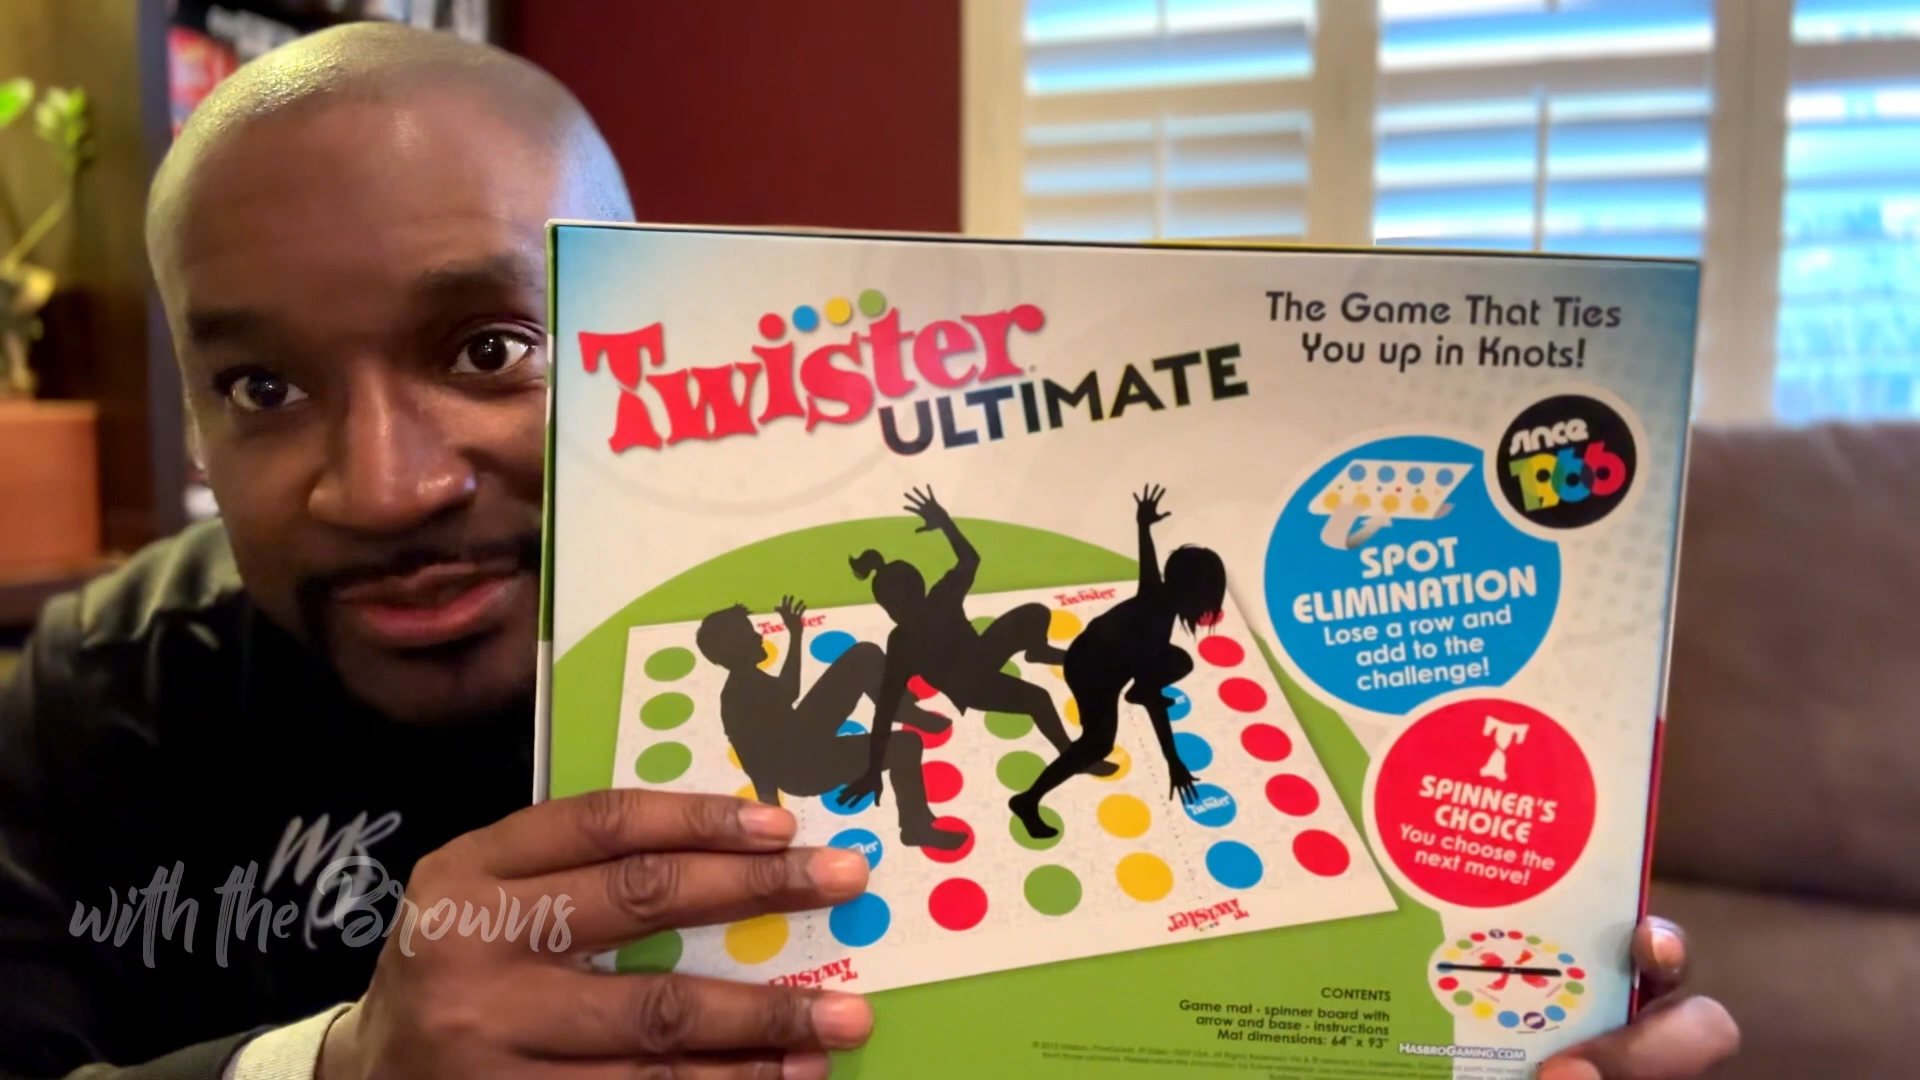 Twister
ULTIMATE
The Game That Ties
You up in Knots!
since
1966
SPOT
ELIMINATION
Lose a row and
add to the
challenge!
SPINNER'S
CHOICE
You choose the
next move!
Twister
Twister
Twister
Twister
Twister
MR
with the Browns
CONTENTS
Game mat • spinner board with
arrow and base • instructions
Mat dimensions: 64" x 93"
HASBROGAMING.COM